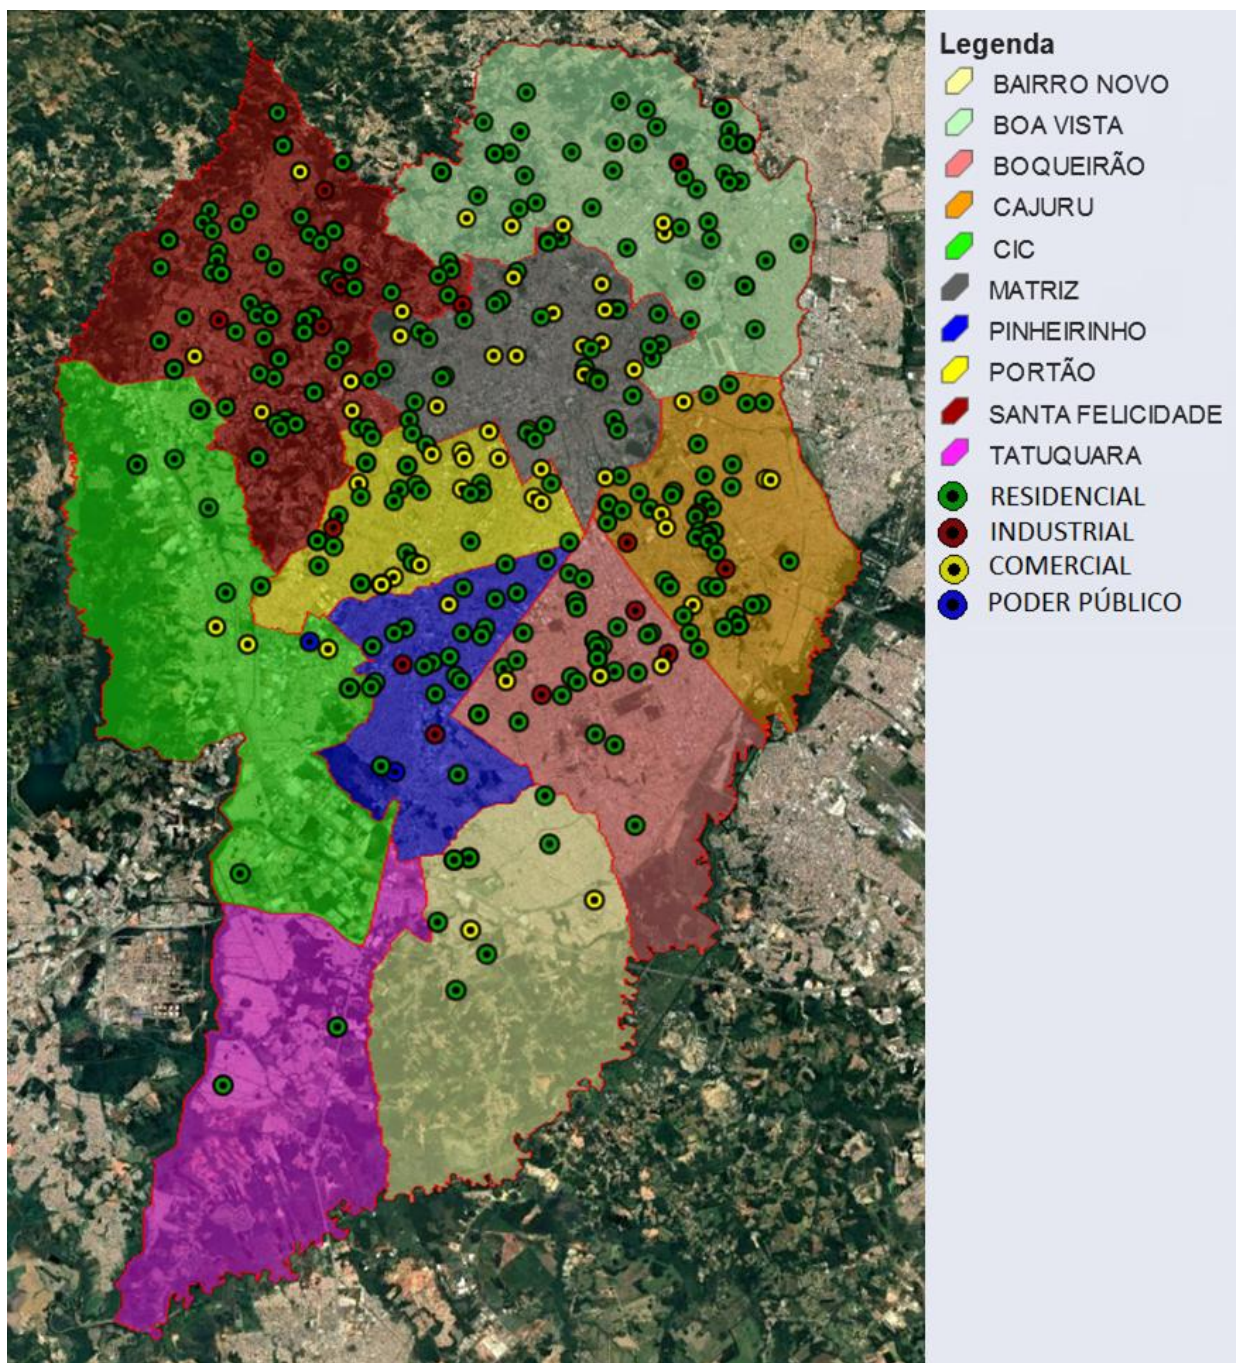 Legenda
BAIRRO NOVO
BOA VISTA
BOQUEIRÃO
CAJURU
CIC
MATRIZ
PINHEIRINHO
PORTÃO
SANTA FELICIDADE
TATUQUARA
RESIDENCIAL
INDUSTRIAL
COMERCIAL
PODER PÚBLICO